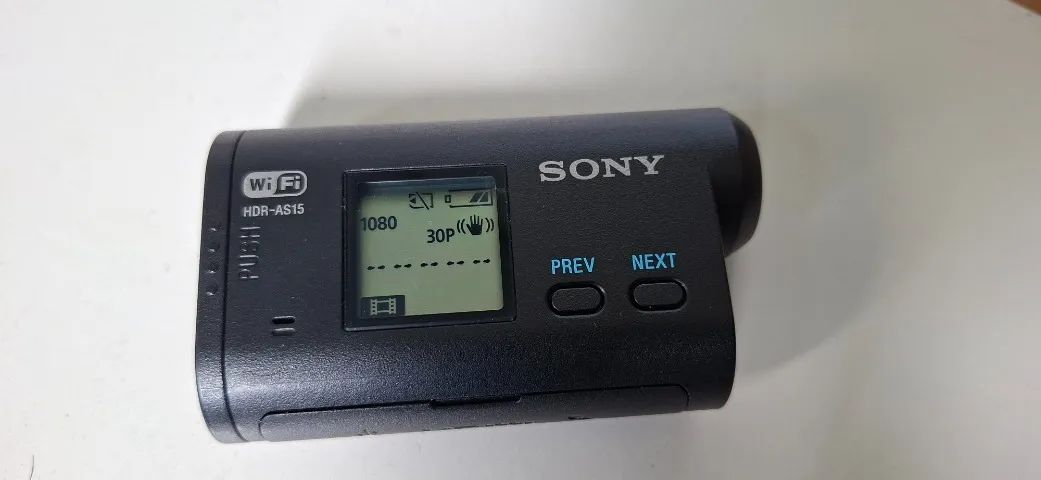 SONY
WiFi
HDR-AS15
PUSH
1080
30P
-- -- -- -- --
PREV NEXT